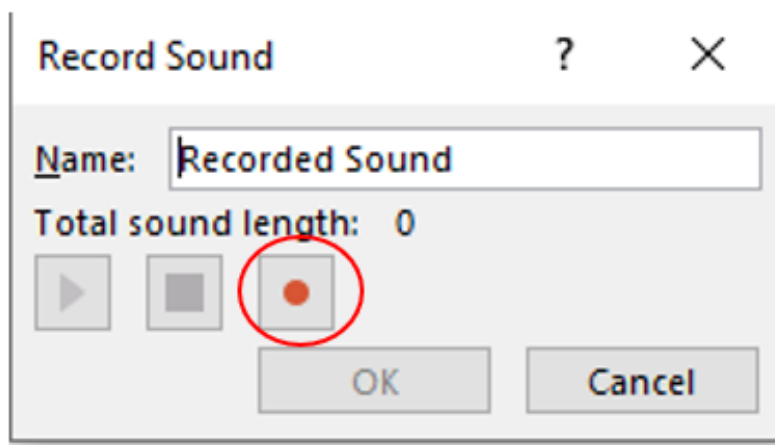 Record Sound ?
Name: Recorded Sound
Total sound length: 0
OK Cancel